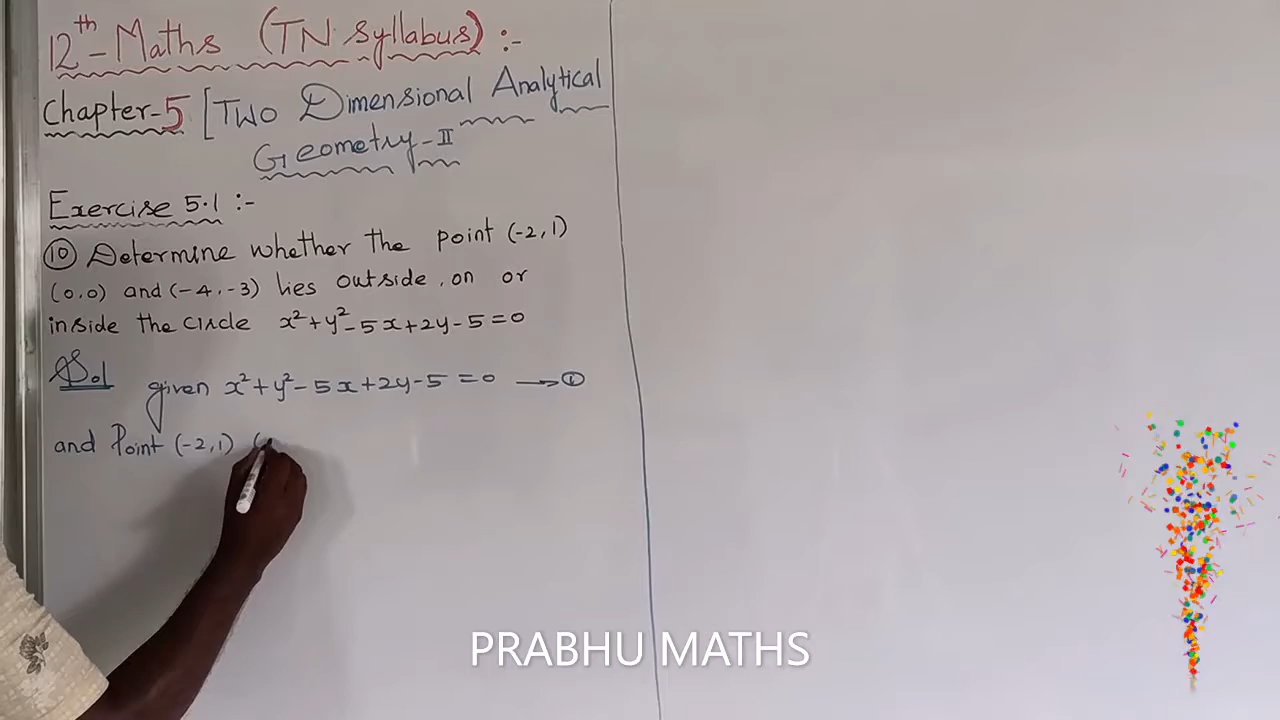 12th - Maths (TN Syllabus) :-
Chapter-5 [Two Dimensional Analytical
Geometry-II
Exercise 5.1 :-
⑩ Determine whether the point (-2,1)
(0,0) and (-4,-3) lies outside, on or
inside the circle x²+y²-5x+2y-5=0
Sol
given x²+y²-5x+2y-5=0 → ①
and Point (-2,1) (
PRABHU MATHS